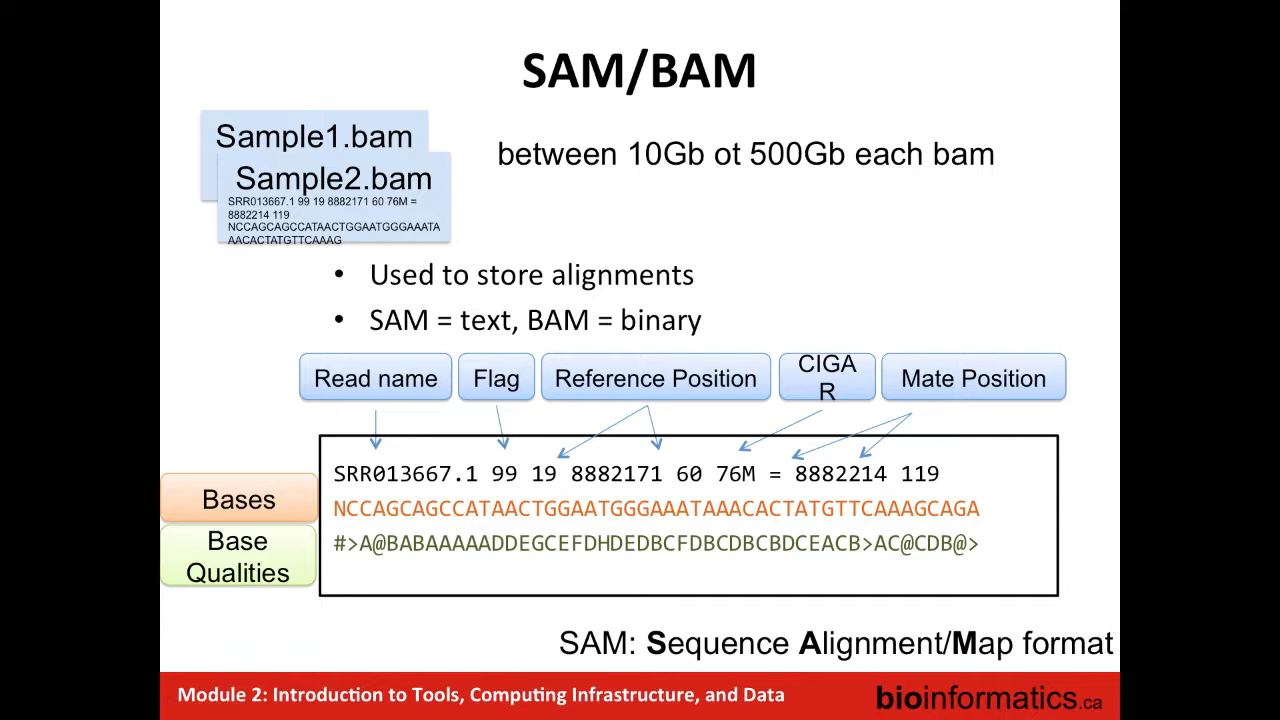 SAM/BAM
Sample1.bam
Sample2.bam
SRR013667.1 99 19 8882171 60 76M =
8882214 119
NCCAGCAGCCATAACTGGAATGGGAAATA
AACACTATGTTCAAAG
between 10Gb ot 500Gb each bam
• Used to store alignments
• SAM = text, BAM = binary
Read name
Flag
Reference Position
CIGA
R
Mate Position
SRR013667.1 99 19 8882171 60 76M = 8882214 119
Bases
NCCAGCAGCCATAACTGGAATGGGAAATAAACACTATGTTCAAAGCAGA
Base
Qualities
#>A@BABAAAAADDEGCEFDHDEDBCFDBCDBCBDCEACB>AC@CDB@>
SAM: Sequence Alignment/Map format
Module 2: Introduction to Tools, Computing Infrastructure, and Data
bioinformatics.ca